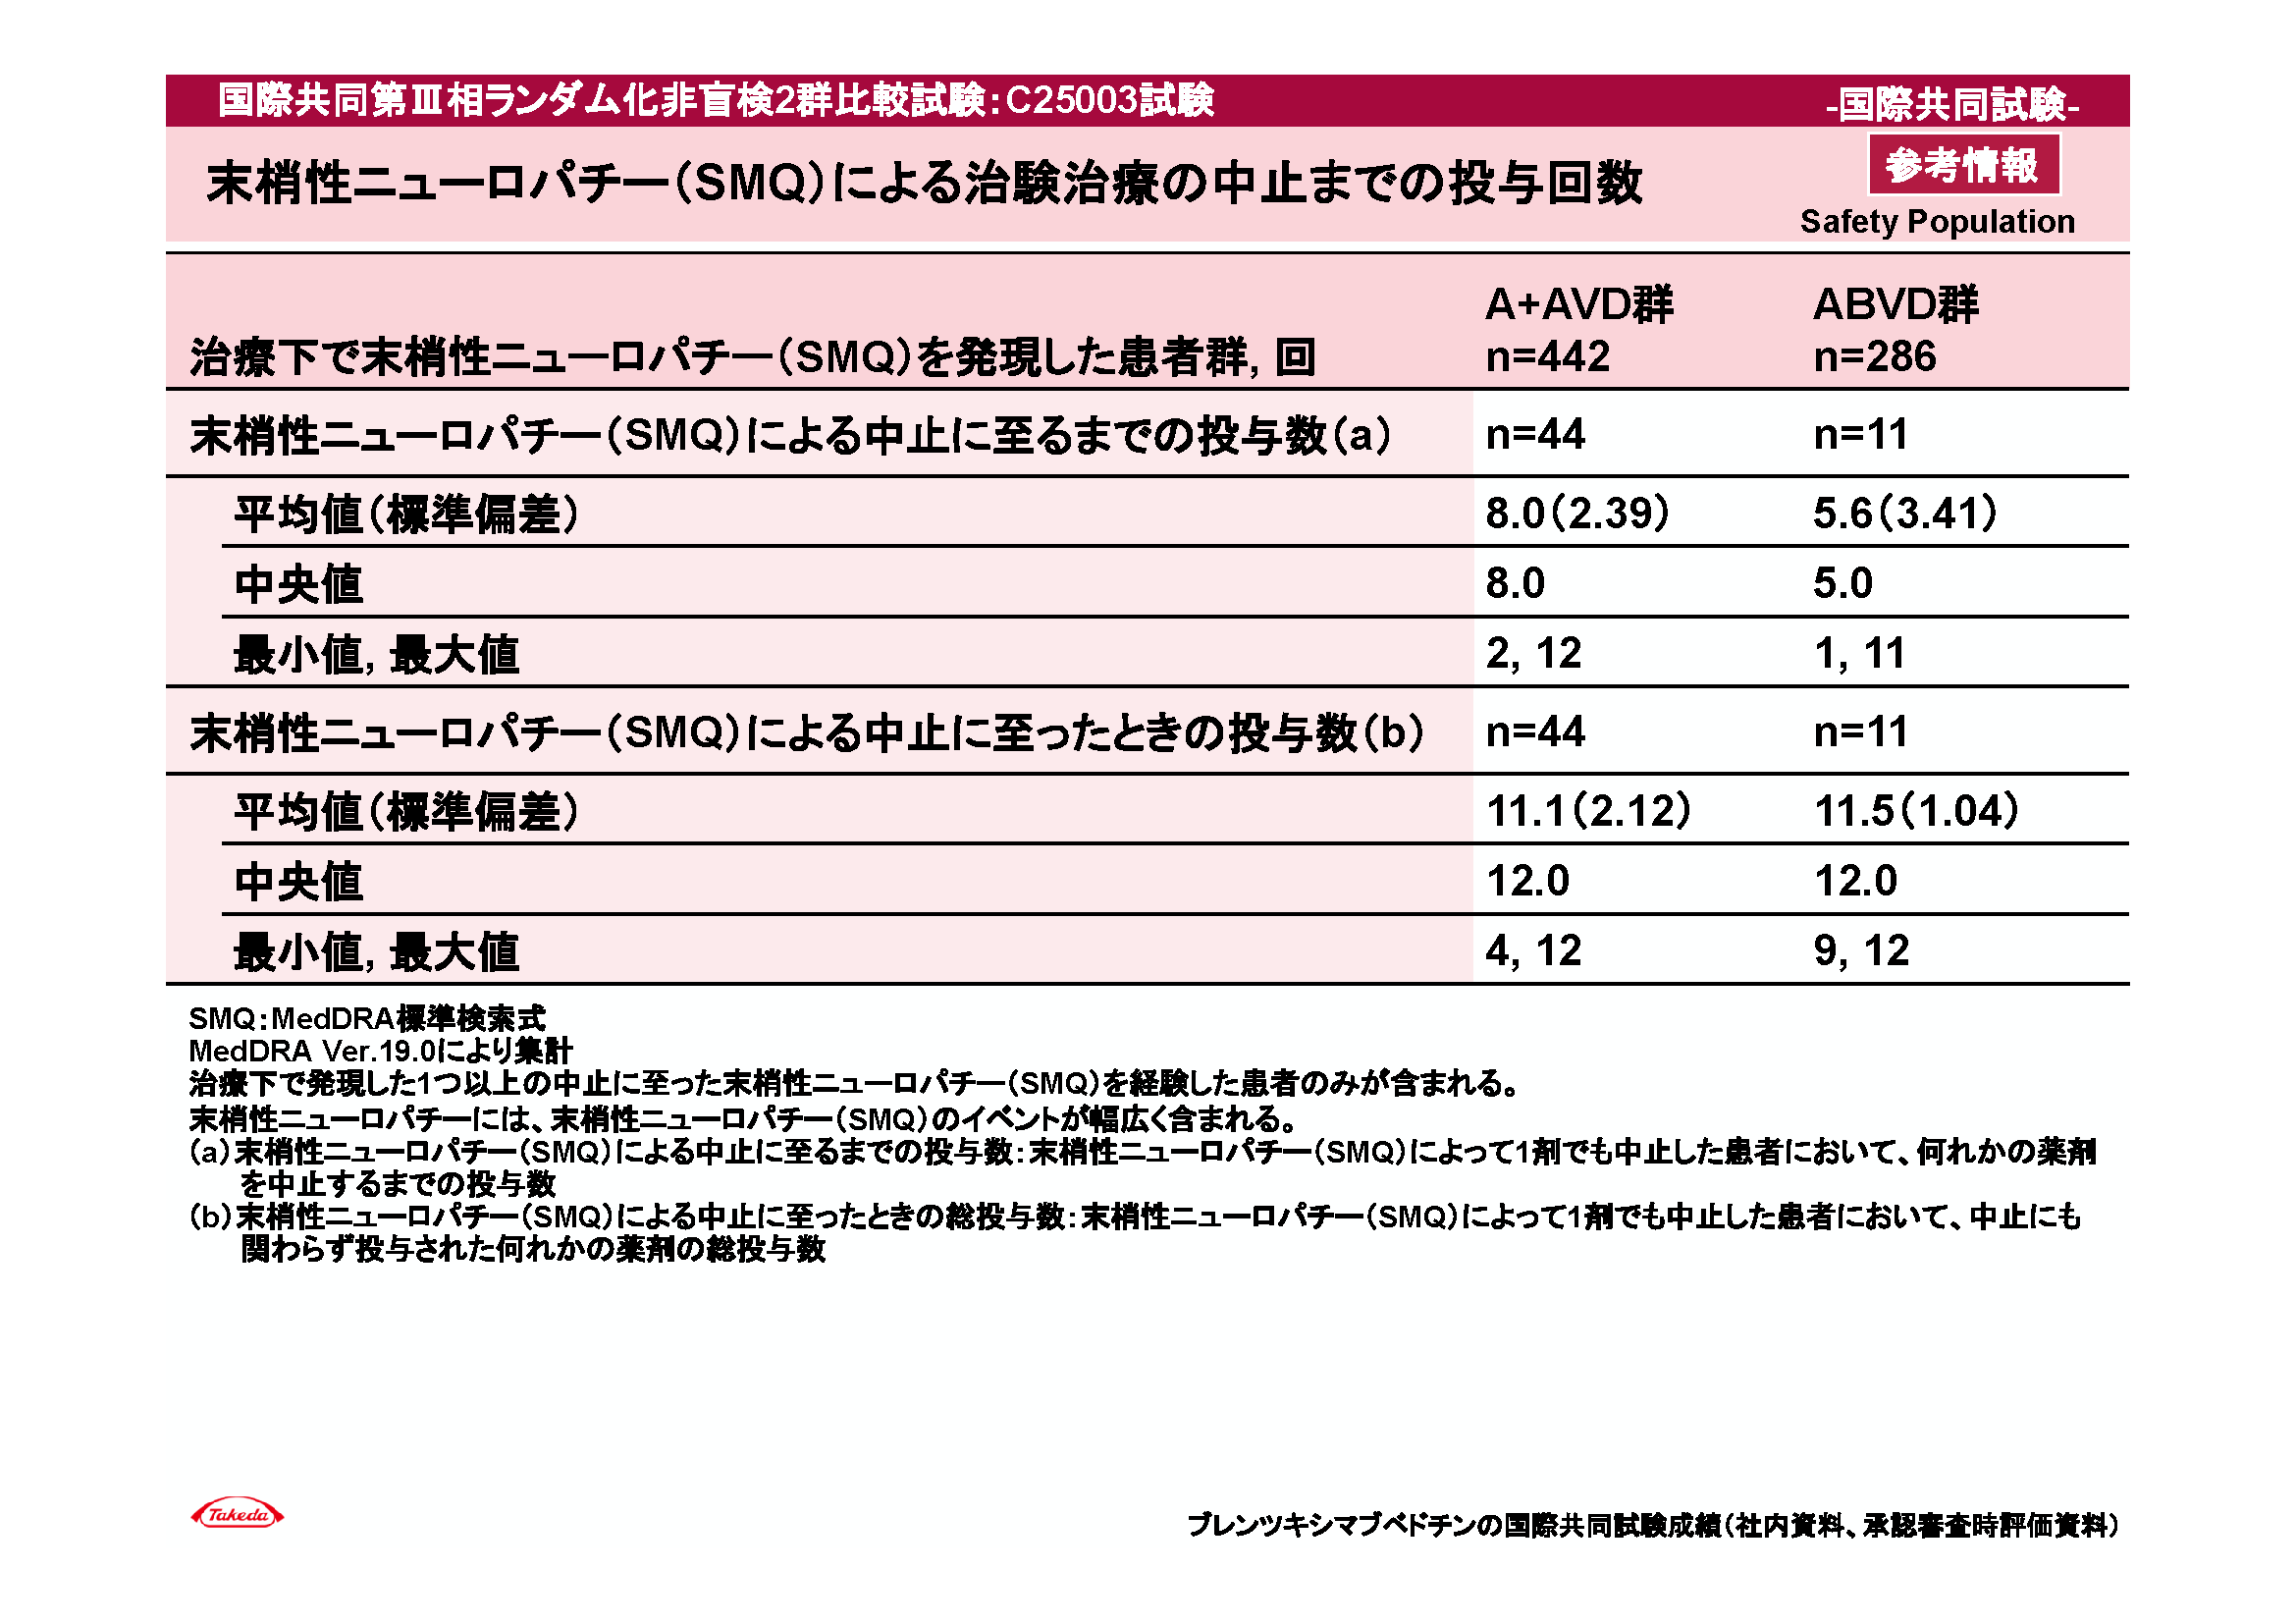 国際共同第Ⅲ相ランダム化非盲検2群比較試験：C25003試験
-国際共同試験-
末梢性ニューロパチー（SMQ）による治験治療の中止までの投与回数
参考情報
Safety Population
A+AVD群 ABVD群
治療下で末梢性ニューロパチー（SMQ）を発現した患者群, 回 n=442 n=286
末梢性ニューロパチー（SMQ）による中止に至るまでの投与数（a） n=44 n=11
平均値（標準偏差） 8.0（2.39） 5.6（3.41）
中央値 8.0 5.0
最小値, 最大値 2, 12 1, 11
末梢性ニューロパチー（SMQ）による中止に至ったときの投与数（b） n=44 n=11
平均値（標準偏差） 11.1（2.12） 11.5（1.04）
中央値 12.0 12.0
最小値, 最大値 4, 12 9, 12
SMQ：MedDRA標準検索式
MedDRA Ver.19.0により集計
治療下で発現した1つ以上の中止に至った末梢性ニューロパチー（SMQ）を経験した患者のみが含まれる。
末梢性ニューロパチーには、末梢性ニューロパチー（SMQ）のイベントが幅広く含まれる。
（a）末梢性ニューロパチー（SMQ）による中止に至るまでの投与数：末梢性ニューロパチー（SMQ）によって1剤でも中止した患者において、何れかの薬剤
を中止するまでの投与数
（b）末梢性ニューロパチー（SMQ）による中止に至ったときの総投与数：末梢性ニューロパチー（SMQ）によって1剤でも中止した患者において、中止にも
関わらず投与された何れかの薬剤の総投与数
Takeda
ブレンツキシマブベドチンの国際共同試験成績（社内資料、承認審査時評価資料）